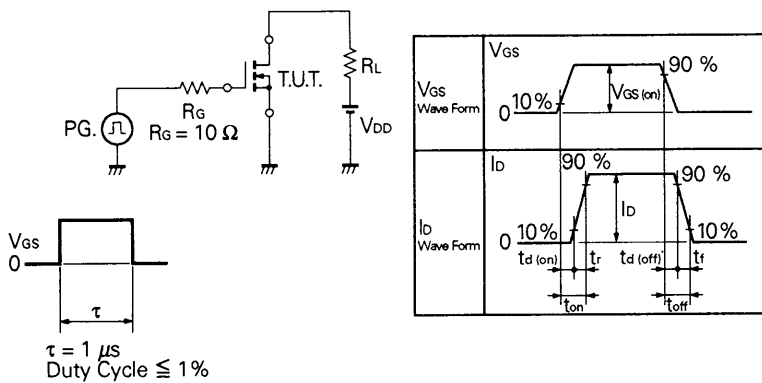 RL
T.U.T.
RG
RG = 10 Ω
PG.
VDD
VGS
0
τ
τ = 1 μs
Duty Cycle ≦ 1%
VGS
Wave Form
VGS
90 %
10%
VGS (on)
0
ID
Wave Form
ID
90 %
90 %
ID
10%
0
10%
td (on)
tr
td (off)
tf
ton
toff